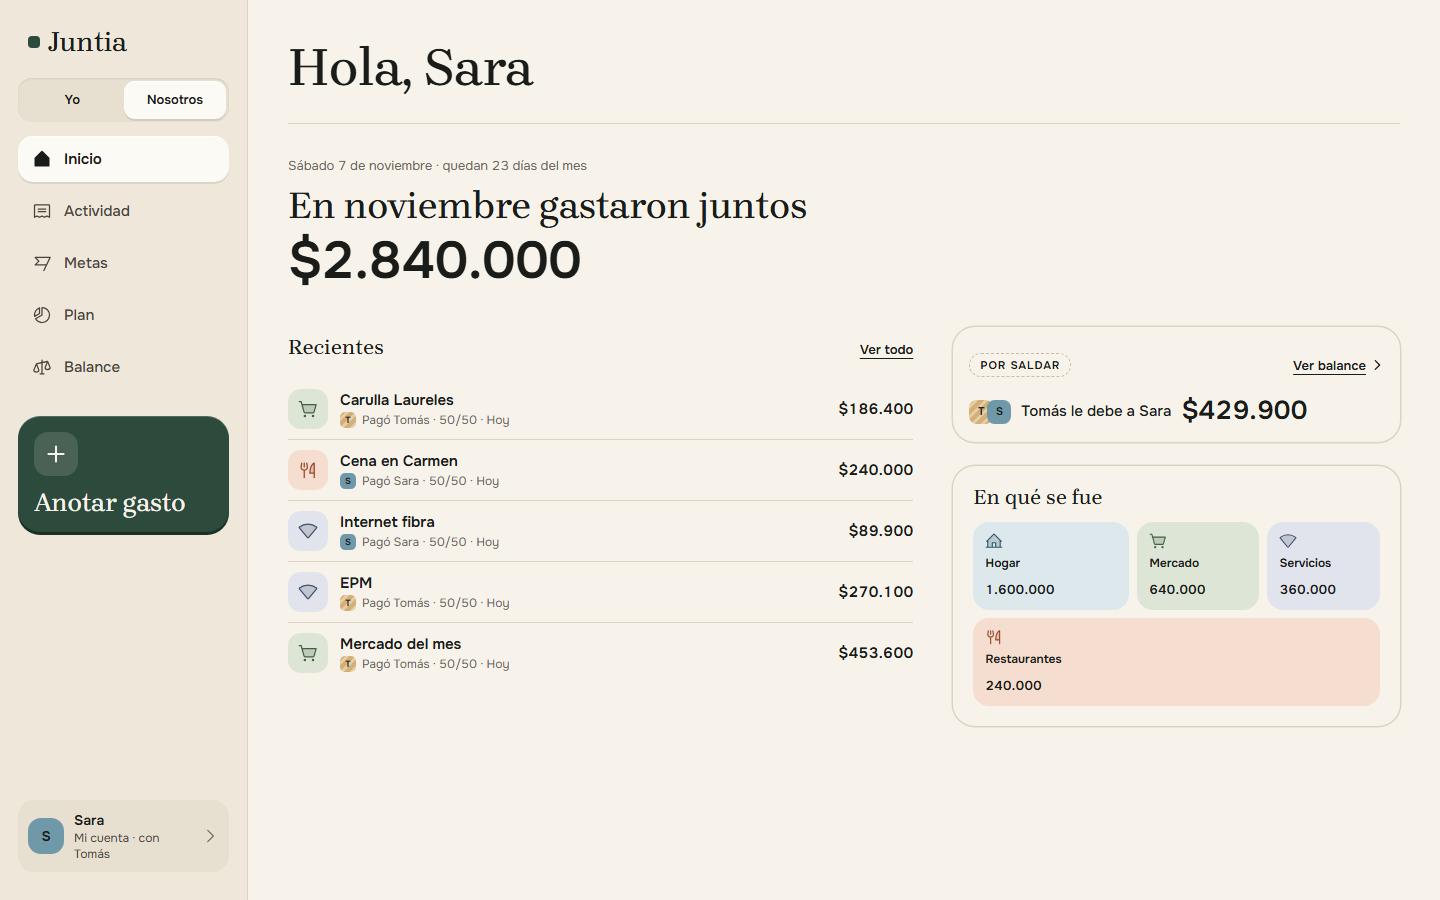 Juntia
Yo
Nosotros
Inicio
Actividad
Metas
Plan
Balance
Anotar gasto
S
Sara
Mi cuenta · con
Tomás
Hola, Sara
Sábado 7 de noviembre · quedan 23 días del mes
En noviembre gastaron juntos
$2.840.000
Recientes
Ver todo
Carulla Laureles
T Pagó Tomás · 50/50 · Hoy
$186.400
Cena en Carmen
S Pagó Sara · 50/50 · Hoy
$240.000
Internet fibra
S Pagó Sara · 50/50 · Hoy
$89.900
EPM
T Pagó Tomás · 50/50 · Hoy
$270.100
Mercado del mes
T Pagó Tomás · 50/50 · Hoy
$453.600
POR SALDAR
Ver balance
T S Tomás le debe a Sara $429.900
En qué se fue
Hogar
1.600.000
Mercado
640.000
Servicios
360.000
Restaurantes
240.000